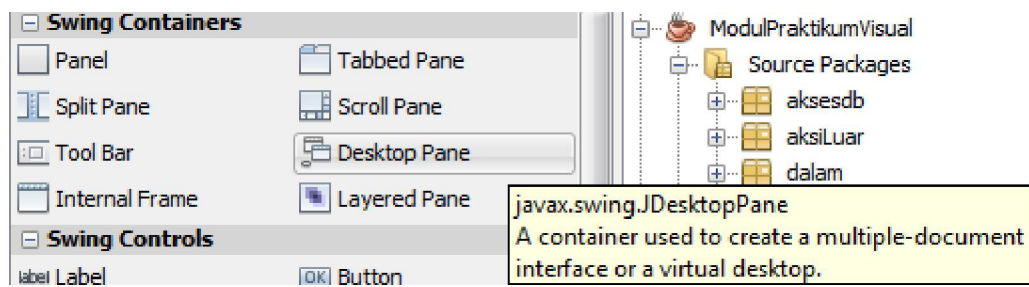 Swing Containers
Panel
Tabbed Pane
Split Pane
Scroll Pane
Tool Bar
Desktop Pane
Internal Frame
Layered Pane
Swing Controls
label Label
OK Button
ModulPraktikumVisual
Source Packages
aksesdb
aksiLuar
dalam
javax.swing.JDesktopPane
A container used to create a multiple-document
interface or a virtual desktop.